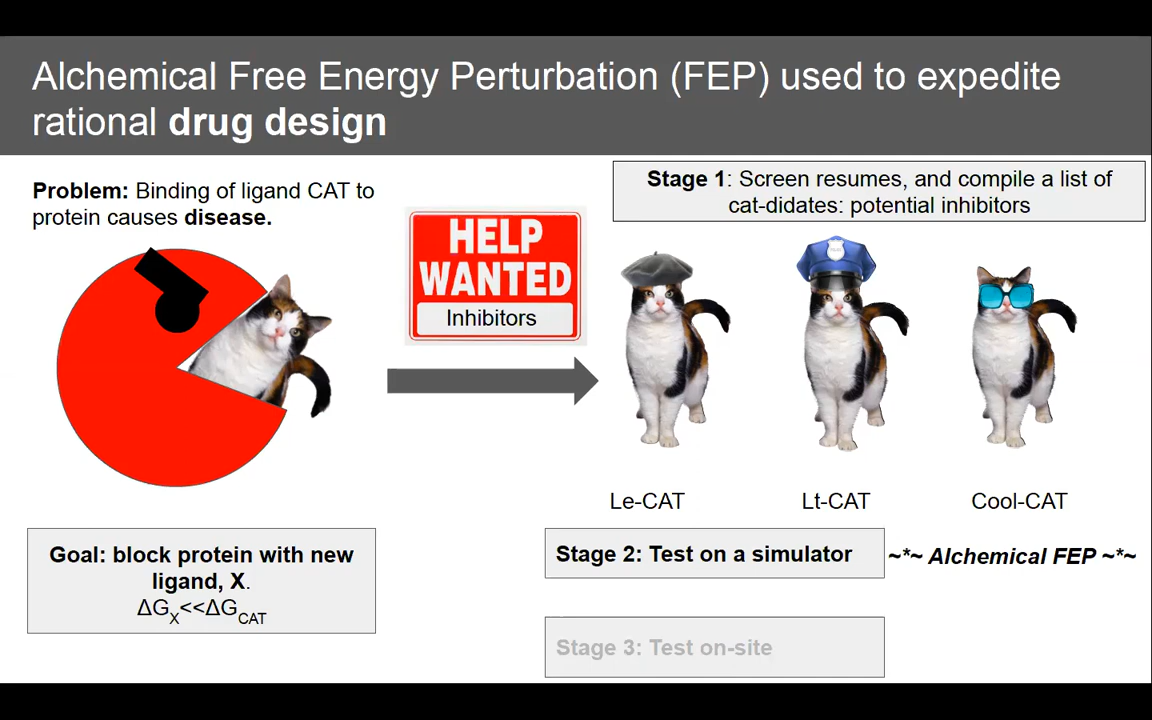 Alchemical Free Energy Perturbation (FEP) used to expedite
rational drug design
Problem: Binding of ligand CAT to
protein causes disease.
HELP
WANTED
Inhibitors
Stage 1: Screen resumes, and compile a list of
cat-didates: potential inhibitors
Le-CAT
Lt-CAT
Cool-CAT
Goal: block protein with new
ligand, X.
ΔGX<<ΔGCAT
Stage 2: Test on a simulator
~*~ Alchemical FEP ~*~
Stage 3: Test on-site